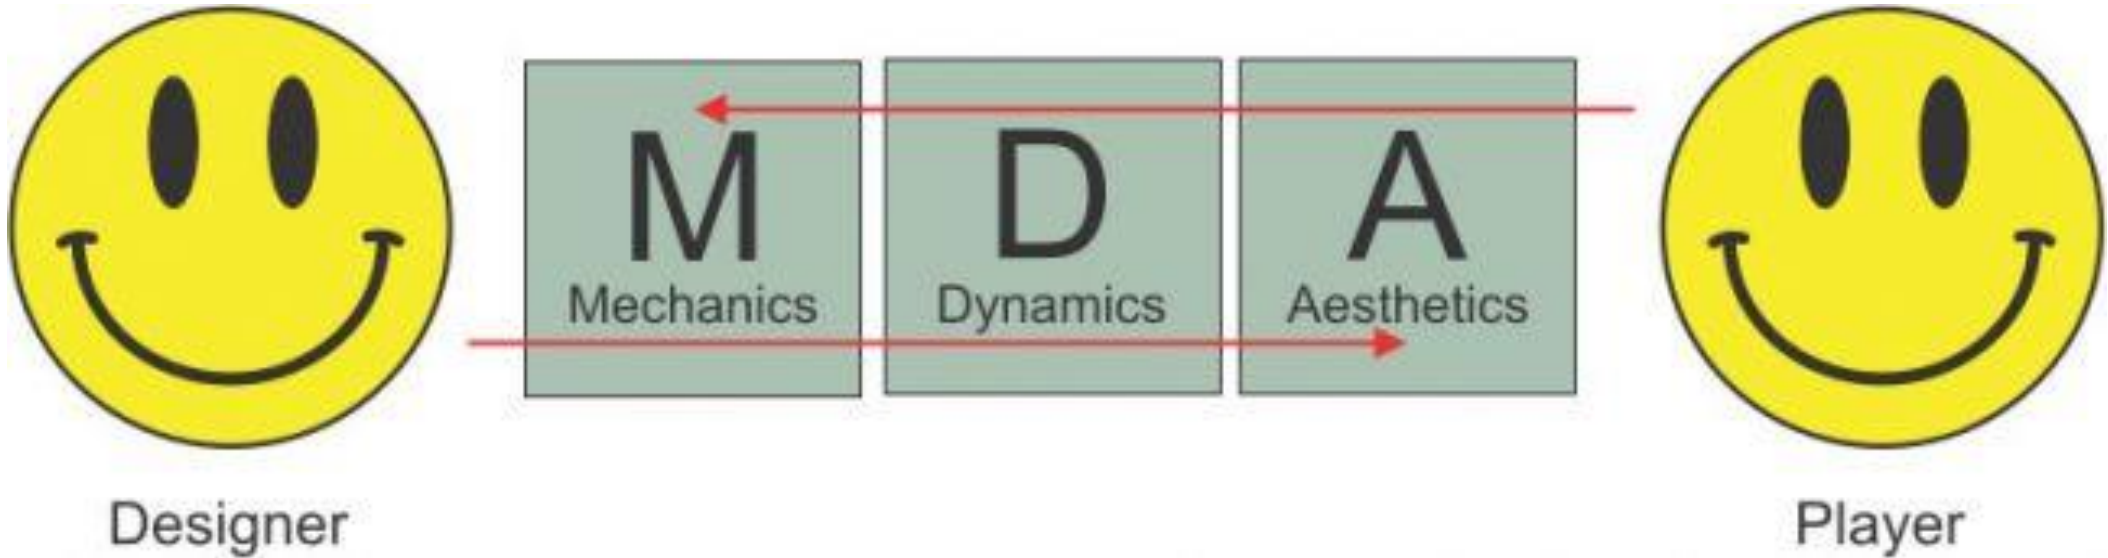 M
D
A
Mechanics
Dynamics
Aesthetics
Designer
Player